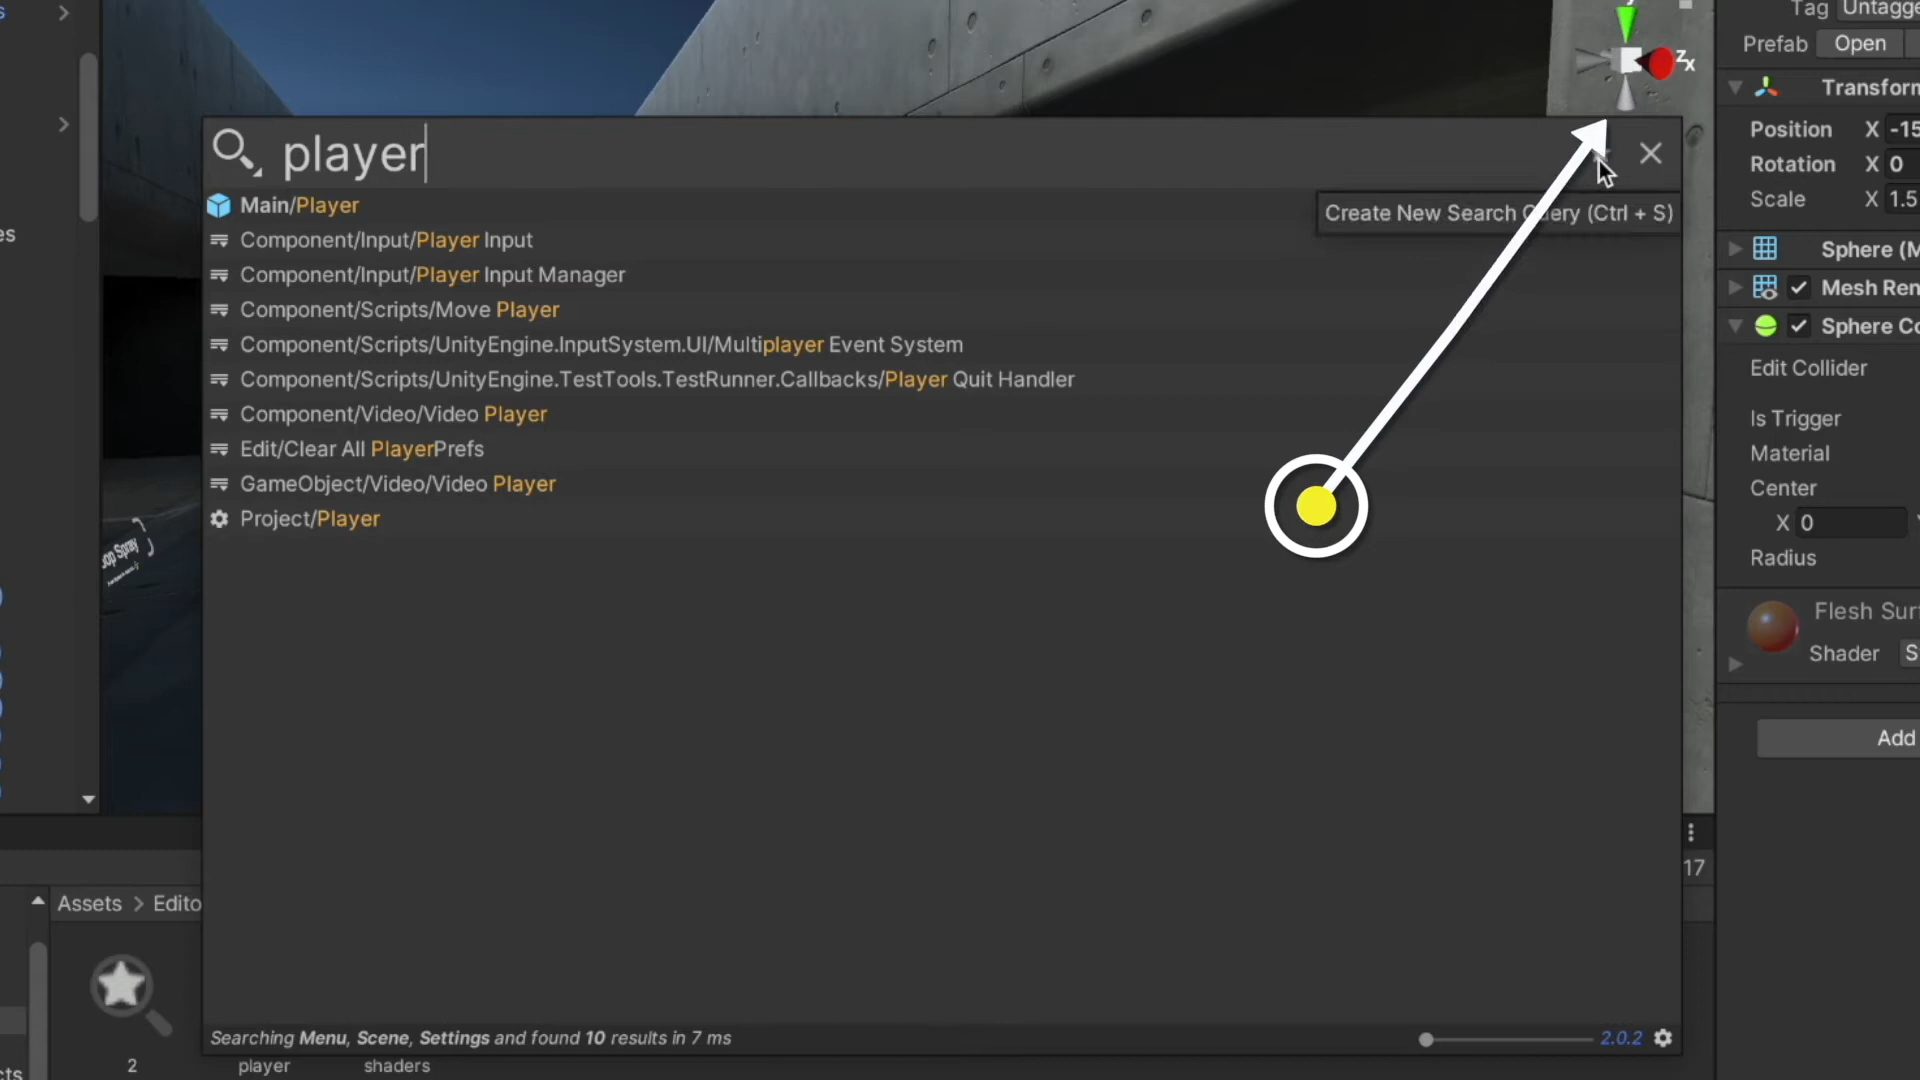 player
Main/Player
Component/Input/Player Input
Component/Input/Player Input Manager
Component/Scripts/Move Player
Component/Scripts/UnityEngine.InputSystem.UI/Multiplayer Event System
Component/Scripts/UnityEngine.TestTools.TestRunner.Callbacks/Player Quit Handler
Component/Video/Video Player
Edit/Clear All PlayerPrefs
GameObject/Video/Video Player
Project/Player
Create New Search Query (Ctrl + S)
Searching Menu, Scene, Settings and found 10 results in 7 ms
2.0.2
Z X
Tag Untagge
Prefab Open
Transform
Position X -15
Rotation X 0
Scale X 1.5
Sphere (M
Mesh Ren
Sphere Co
Edit Collider
Is Trigger
Material
Center
X 0
Radius
Flesh Surf
Shader S
Add
17
es
Assets > Edito
2
player
shaders
cts